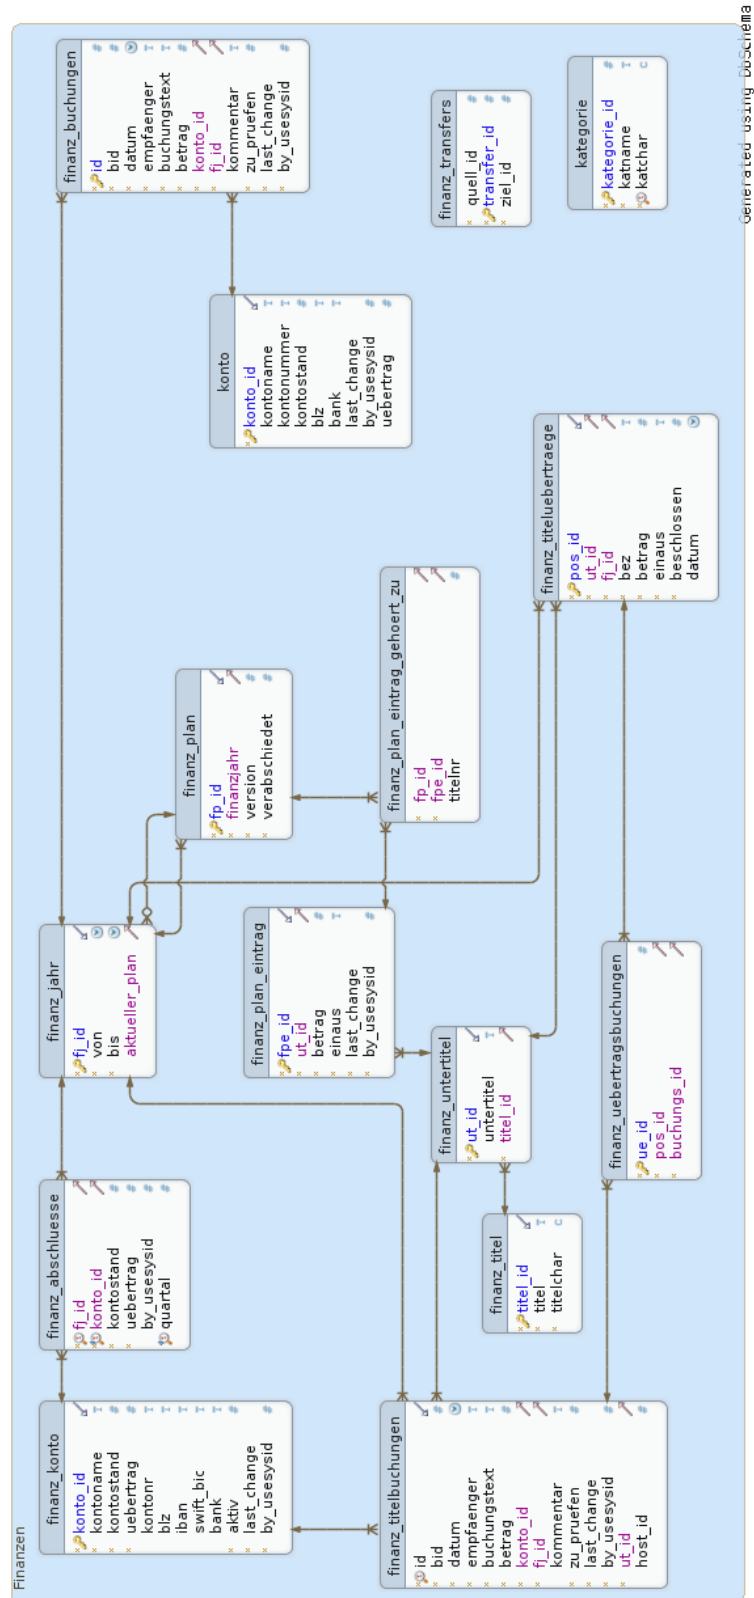 Finanzen
finanz_konto
konto_id
kontoname
kontostand
uebertrag
kontonr
blz
iban
swift_bic
bank
aktiv
last_change
by_usesysid
finanz_abschluesse
fj_id
konto_id
kontostand
uebertrag
by_usesysid
quartal
finanz_jahr
fj_id
von
bis
aktueller_plan
finanz_buchungen
id
bid
datum
empfaenger
buchungstext
betrag
konto_id
fj_id
kommentar
zu_pruefen
last_change
by_usesysid
finanz_plan
fp_id
finanzjahr
version
verabschiedet
konto
konto_id
kontoname
kontonummer
kontostand
blz
bank
last_change
by_usesysid
uebertrag
finanz_plan_eintrag
fpe_id
ut_id
betrag
einaus
last_change
by_usesysid
finanz_titelbuchungen
id
bid
datum
empfaenger
buchungstext
betrag
konto_id
fj_id
kommentar
zu_pruefen
last_change
by_usesysid
ut_id
host_id
finanz_plan_eintrag_gehoert_zu
fp_id
fpe_id
titelnr
finanz_untertitel
ut_id
untertitel
titel_id
finanz_transfers
quell_id
transfer_id
ziel_id
finanz_titel
titel_id
titel
titelchar
finanz_titeluebertraege
pos_id
ut_id
fj_id
bez
betrag
einaus
beschlossen
datum
kategorie
kategorie_id
katname
katchar
finanz_uebertragsbuchungen
ue_id
pos_id
buchungs_id
Generated using DbSchema